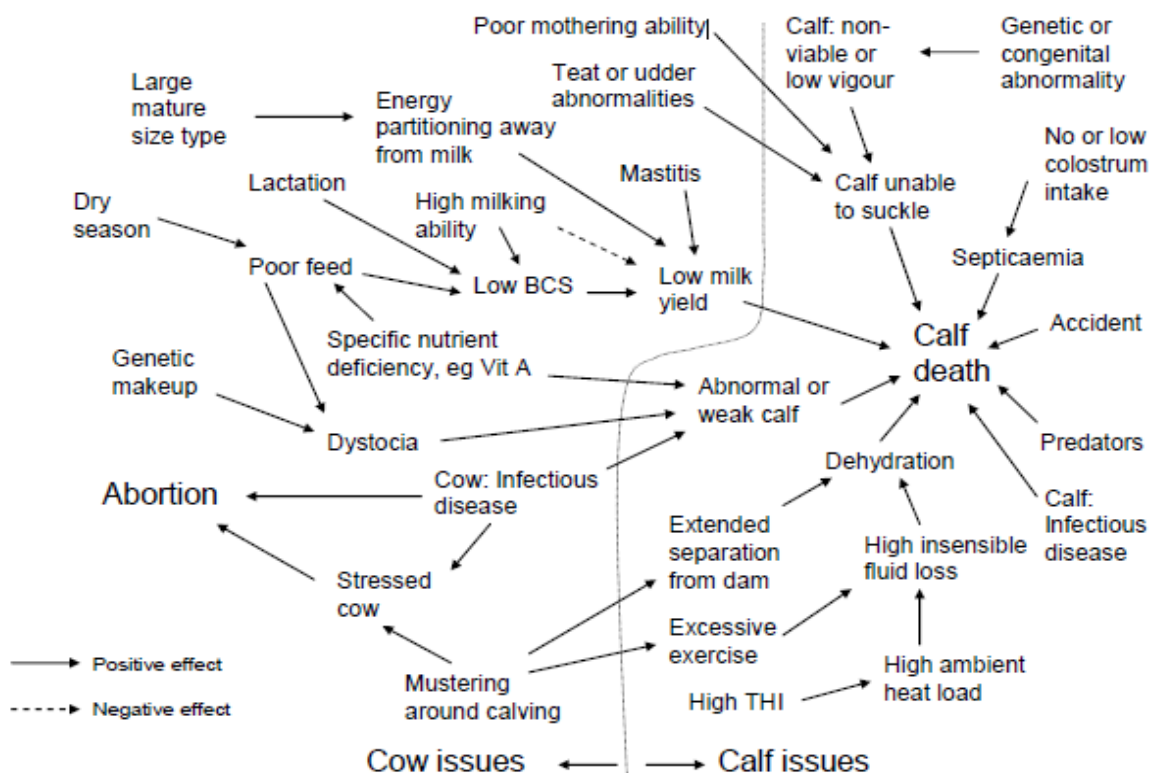 Poor mothering ability
Calf: non-
viable or
low vigour
Genetic or
congenital
abnormality
Large
mature
size type
Energy
partitioning away
from milk
Teat or udder
abnormalities
No or low
colostrum
intake
Mastitis
Calf unable
to suckle
Lactation
High milking
ability
Dry
season
Poor feed
Low BCS
Low milk
yield
Septicaemia
Specific nutrient
deficiency, eg Vit A
Calf
death
Accident
Genetic
makeup
Abnormal or
weak calf
Dystocia
Predators
Dehydration
Abortion
Cow: Infectious
disease
Calf:
Infectious
disease
Extended
separation
from dam
High insensible
fluid loss
Stressed
cow
Excessive
exercise
Positive effect
Negative effect
Mustering
around calving
High THI
High ambient
heat load
Cow issues
Calf issues